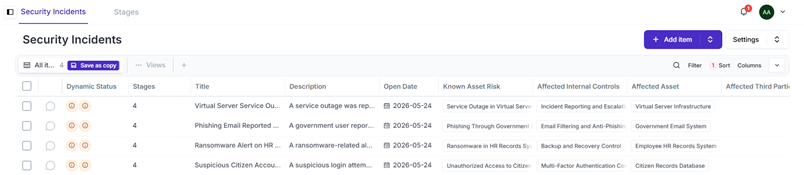 Security Incidents Stages
1 AA
Security Incidents
+ Add item Settings
All it... 4 Save as copy ... Views +
Filter 1 Sort Columns
Dynamic Status Stages Title Description Open Date Known Asset Risk Affected Internal Controls Affected Asset Affected Third Parti
4 Virtual Server Service Ou... A service outage was rep... 2026-05-24 Service Outage in Virtual Serve Incident Reporting and Escalati Virtual Server Infrastructure
4 Phishing Email Reported ... A government user repor... 2026-05-24 Phishing Through Government Email Filtering and Anti-Phishin Government Email System
4 Ransomware Alert on HR ... A ransomware-related al... 2026-05-24 Ransomware in HR Records Sy Backup and Recovery Control Employee HR Records System
4 Suspicious Citizen Accou... A suspicious login attem... 2026-05-24 Unauthorized Access to Citizen Multi-Factor Authentication Co Citizen Records Database